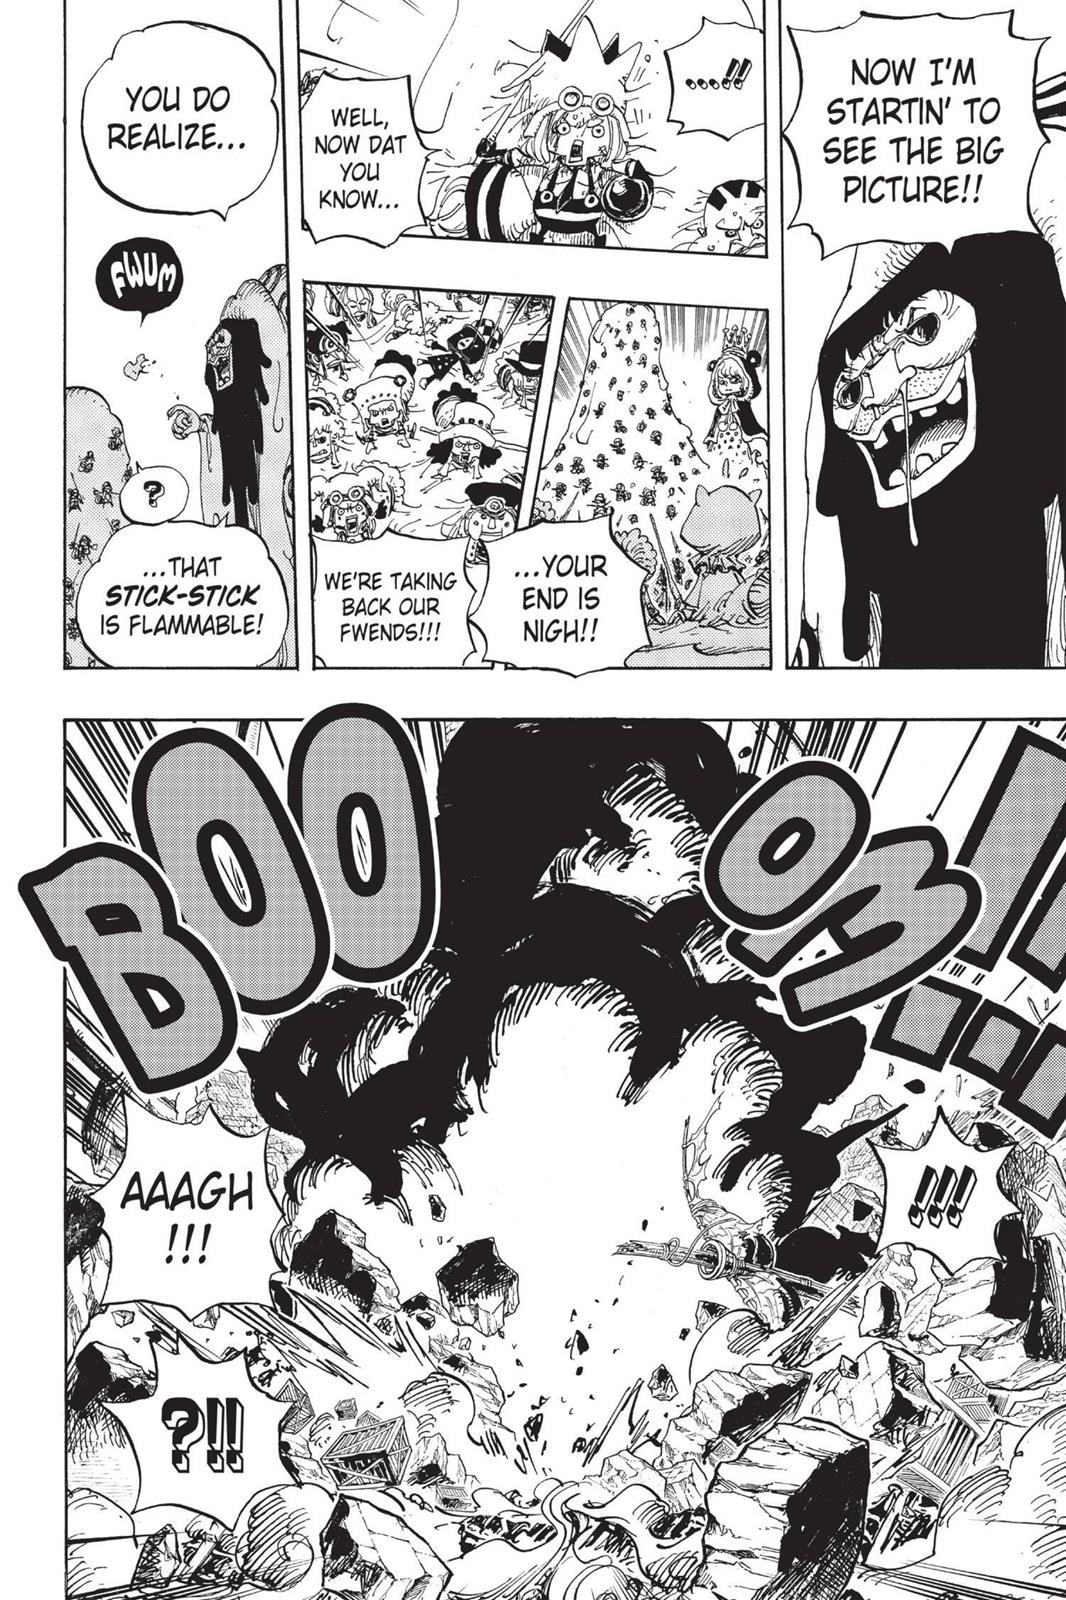 NOW I'M
STARTIN' TO
SEE THE BIG
PICTURE!!
....!!
WELL,
NOW DAT
YOU
KNOW...
...YOUR
END IS
NIGH!!
WE'RE TAKING
BACK OUR
FWENDS!!!
YOU DO
REALIZE...
FWUM
?
...THAT
STICK-STICK
IS FLAMMABLE!
BOOOM!!...
!!!!
AAAGH
!!!
?!!